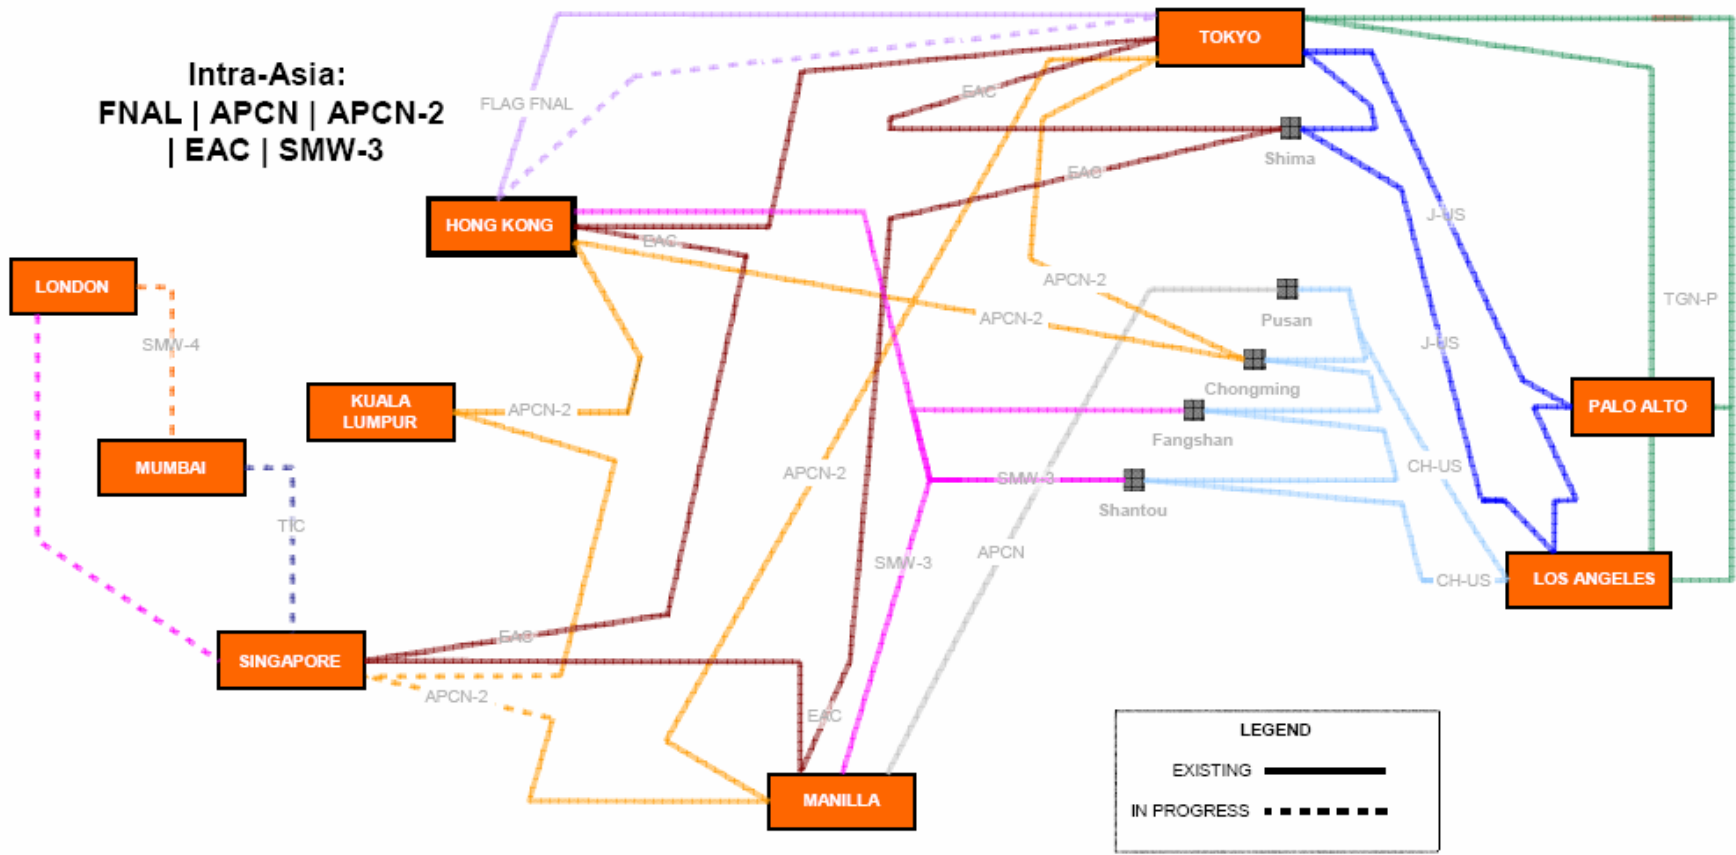 TOKYO
Intra-Asia:
FNAL | APCN | APCN-2
| EAC | SMW-3
FLAG FNAL
EAC
Shima
EAC
HONG KONG
EAC
J-US
LONDON
APCN-2
Pusan
TGN-P
APCN-2
SMW-4
J-US
Chongming
KUALA
LUMPUR
APCN-2
PALO ALTO
Fangshan
MUMBAI
APCN-2
CH-US
SMW-3
Shantou
TIC
SMW-3
APCN
CH-US
LOS ANGELES
EAC
SINGAPORE
APCN-2
EAC
MANILLA
LEGEND
EXISTING
IN PROGRESS